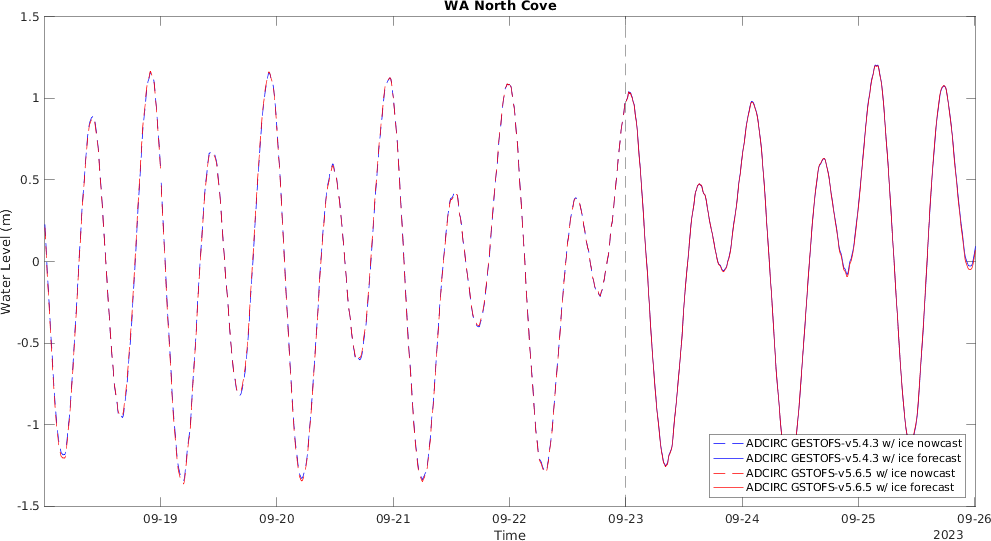 WA North Cove
1.5
1
0.5
0
-0.5
-1
-1.5
Water Level (m)
09-19 09-20 09-21 09-22 09-23 09-24 09-25 09-26
Time
2023
ADCIRC GESTOFS-v5.4.3 w/ ice nowcast
ADCIRC GESTOFS-v5.4.3 w/ ice forecast
ADCIRC GSTOFS-v5.6.5 w/ ice nowcast
ADCIRC GSTOFS-v5.6.5 w/ ice forecast